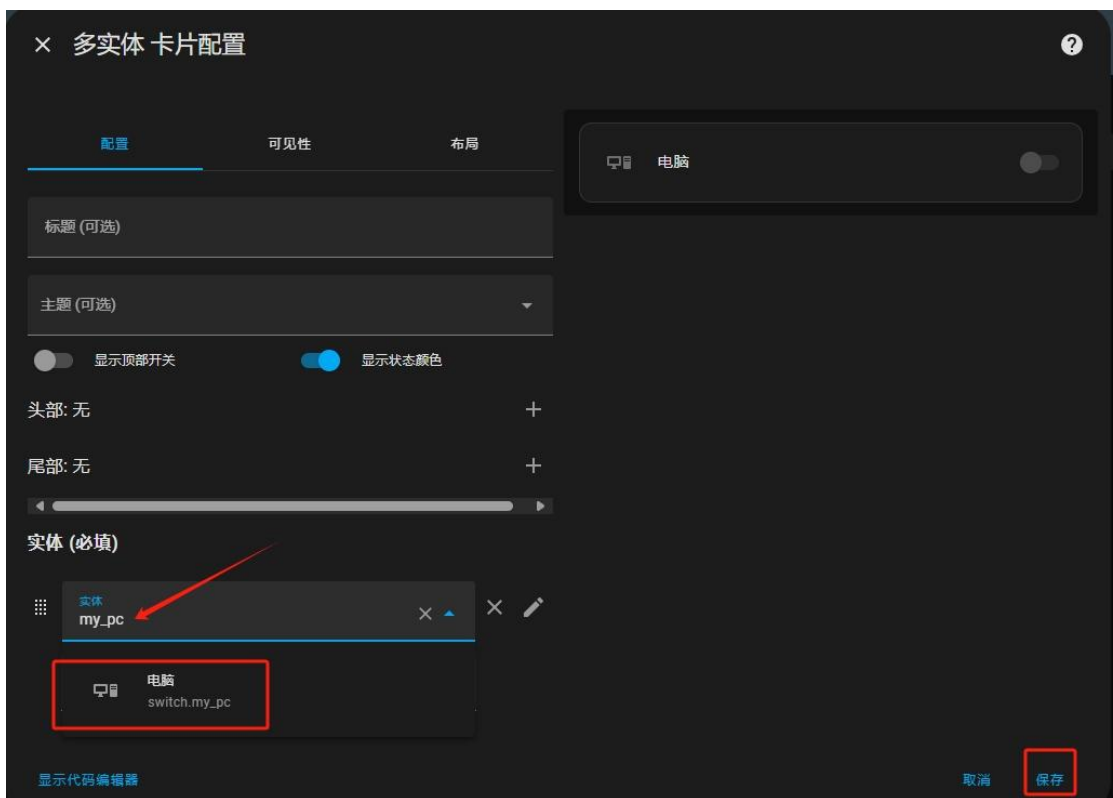 多实体 卡片配置
配置
可见性
布局
电脑
标题 (可选)
主题 (可选)
显示顶部开关
显示状态颜色
头部: 无
尾部: 无
实体 (必填)
实体
my_pc
电脑
switch.my_pc
显示代码编辑器
取消
保存